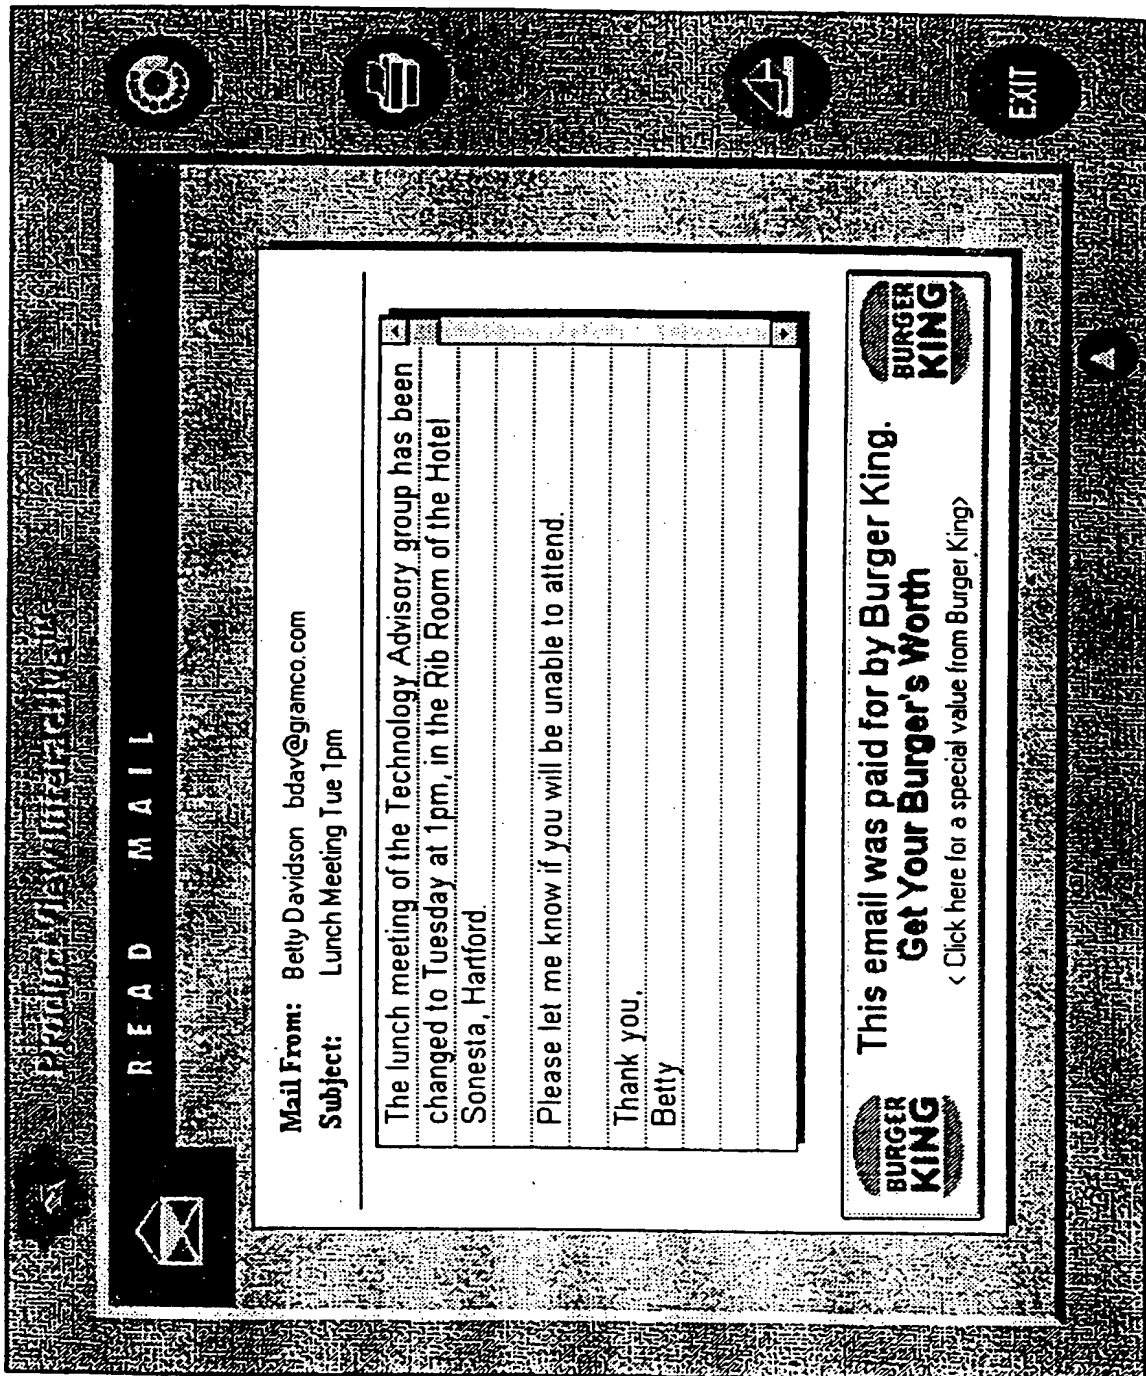 PRODUCTVIEW Interactive
READ MAIL
Mail From: Betty Davidson bdav@gramco.com
Subject: Lunch Meeting Tue 1pm
The lunch meeting of the Technology Advisory group has been
changed to Tuesday at 1pm, in the Rib Room of the Hotel
Sonesta, Hartford.
Please let me know if you will be unable to attend.
Thank you,
Betty
BURGER
KING
This email was paid for by Burger King.
Get Your Burger's Worth
< Click here for a special value from Burger King>
BURGER
KING
EXIT